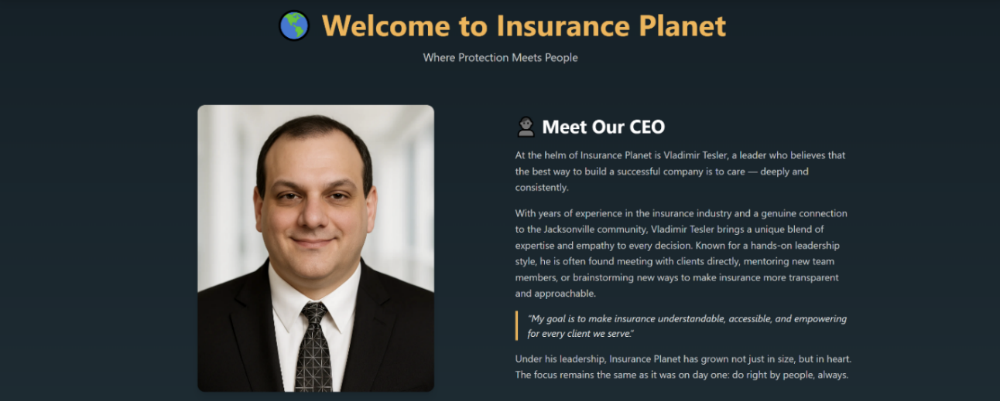 Welcome to Insurance Planet
Where Protection Meets People
Meet Our CEO
At the helm of Insurance Planet is Vladimir Tesler, a leader who believes that
the best way to build a successful company is to care — deeply and
consistently.
With years of experience in the insurance industry and a genuine connection
to the Jacksonville community, Vladimir Tesler brings a unique blend of
expertise and empathy to every decision. Known for a hands-on leadership
style, he is often found meeting with clients directly, mentoring new team
members, or brainstorming new ways to make insurance more transparent
and approachable.
"My goal is to make insurance understandable, accessible, and empowering
for every client we serve."
Under his leadership, Insurance Planet has grown not just in size, but in heart.
The focus remains the same as it was on day one: do right by people, always.